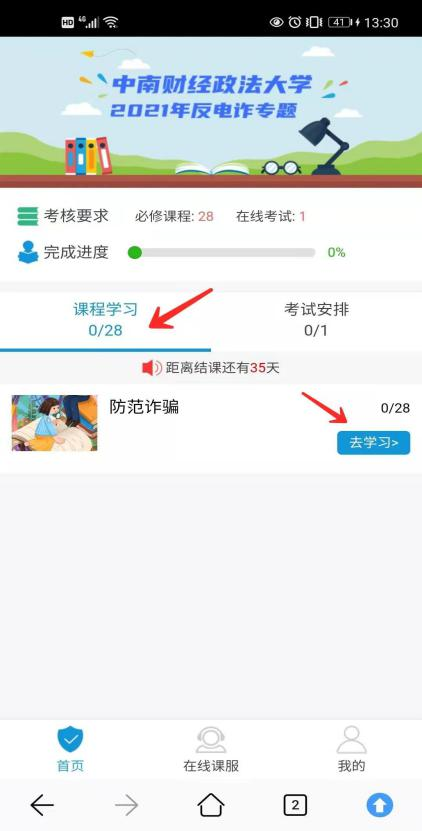 HD 4G 41 13:30
中南财经政法大学
2021年反电诈专题
考核要求 必修课程: 28 在线考试: 1
完成进度 0%
课程学习 考试安排
0/28 0/1
距离结课还有35天
防范诈骗 0/28
去学习>
首页 在线课服 我的
2